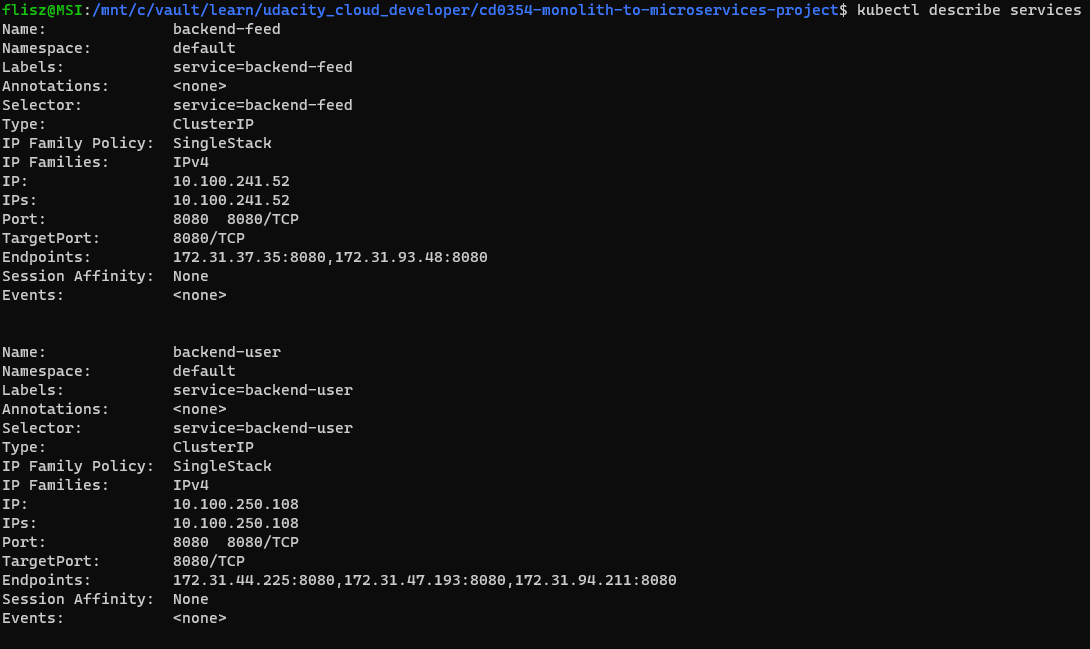 flisz@MSI:/mnt/c/vault/learn/udacity_cloud_developer/cd0354-monolith-to-microservices-project$ kubectl describe services
Name:              backend-feed
Namespace:         default
Labels:            service=backend-feed
Annotations:       <none>
Selector:          service=backend-feed
Type:              ClusterIP
IP Family Policy:  SingleStack
IP Families:       IPv4
IP:                10.100.241.52
IPs:               10.100.241.52
Port:              8080  8080/TCP
TargetPort:        8080/TCP
Endpoints:         172.31.37.35:8080,172.31.93.48:8080
Session Affinity:  None
Events:            <none>
Name:              backend-user
Namespace:         default
Labels:            service=backend-user
Annotations:       <none>
Selector:          service=backend-user
Type:              ClusterIP
IP Family Policy:  SingleStack
IP Families:       IPv4
IP:                10.100.250.108
IPs:               10.100.250.108
Port:              8080  8080/TCP
TargetPort:        8080/TCP
Endpoints:         172.31.44.225:8080,172.31.47.193:8080,172.31.94.211:8080
Session Affinity:  None
Events:            <none>